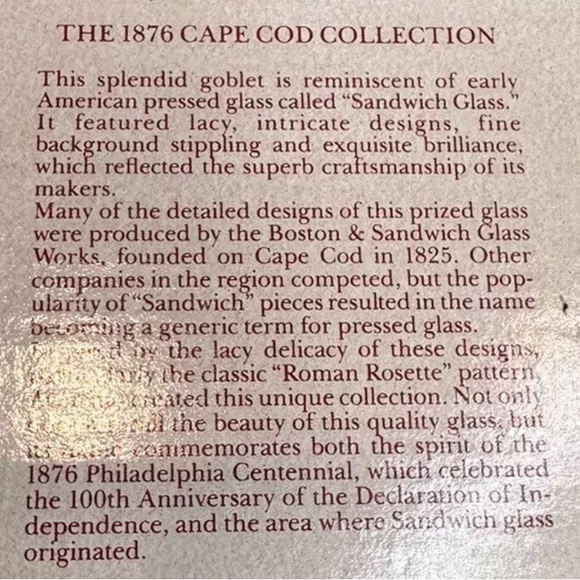 THE 1876 CAPE COD COLLECTION
This splendid goblet is reminiscent of early
American pressed glass called “Sandwich Glass.”
It featured lacy, intricate designs, fine
background stippling and exquisite brilliance,
which reflected the superb craftsmanship of its
makers.
Many of the detailed designs of this prized glass
were produced by the Boston & Sandwich Glass
Works, founded on Cape Cod in 1825. Other
companies in the region competed, but the pop-
ularity of “Sandwich” pieces resulted in the name
becoming a generic term for pressed glass.
by the lacy delicacy of these designs,
the classic “Roman Rosette” pattern,
created this unique collection. Not only
the beauty of this quality glass, but
commemorates both the spirit of the
1876 Philadelphia Centennial, which celebrated
the 100th Anniversary of the Declaration of In-
dependence, and the area where Sandwich glass
originated.